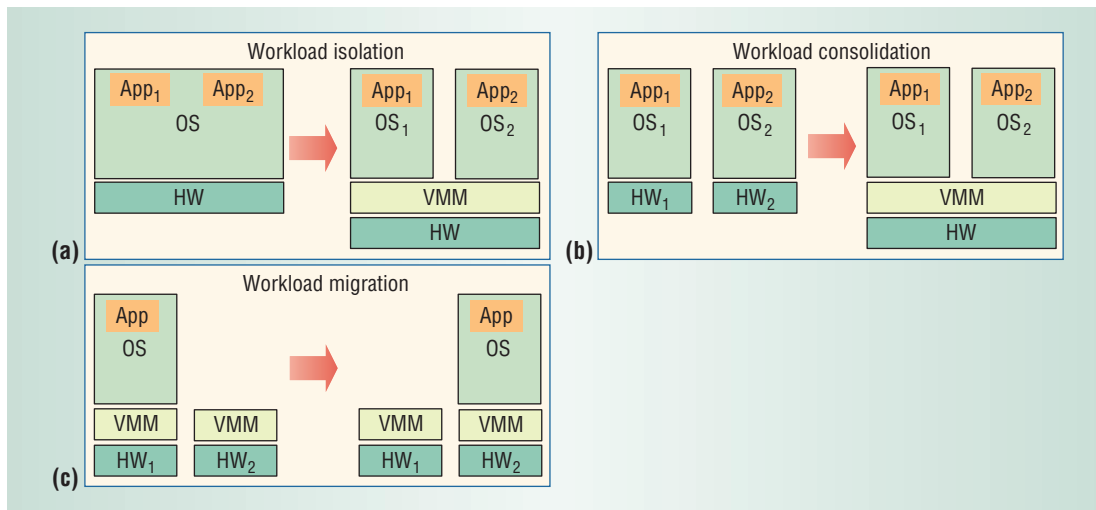 Workload isolation
App₁ App₂
OS
HW
App₁ App₂
OS₁ OS₂
VMM
HW
(a)
Workload consolidation
App₁ App₂
OS₁ OS₂
HW₁ HW₂
App₁ App₂
OS₁ OS₂
VMM
HW
(b)
Workload migration
App
OS
VMM VMM
HW₁ HW₂
App
OS
VMM VMM
HW₁ HW₂
(c)